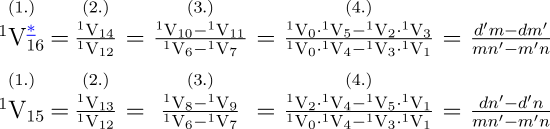 (1.) (2.) (3.) (4.)
¹V*₁₆ = ¹V₁₄/¹V₁₂ = (¹V₁₀−¹V₁₁)/(¹V₆−¹V₇) = (¹V₀·¹V₅−¹V₂·¹V₃)/(¹V₀·¹V₄−¹V₃·¹V₁) = (d′m−dm′)/(mn′−m′n)
(1.) (2.) (3.) (4.)
¹V₁₅ = ¹V₁₃/¹V₁₂ = (¹V₈−¹V₉)/(¹V₆−¹V₇) = (¹V₂·¹V₄−¹V₅·¹V₁)/(¹V₀·¹V₄−¹V₃·¹V₁) = (dn′−d′n)/(mn′−m′n)